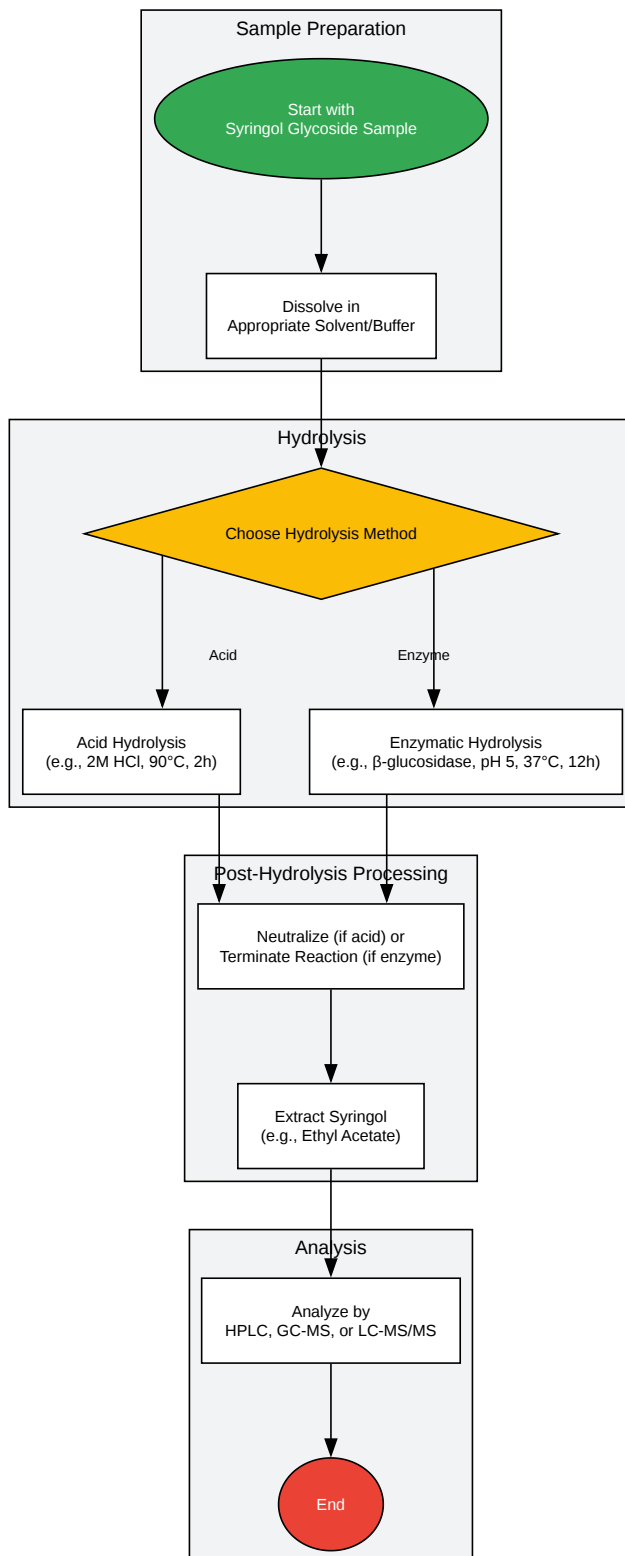 Sample Preparation
Start with
Syringol Glycoside Sample
Dissolve in
Appropriate Solvent/Buffer
Hydrolysis
Choose Hydrolysis Method
Acid
Enzyme
Acid Hydrolysis
(e.g., 2M HCl, 90°C, 2h)
Enzymatic Hydrolysis
(e.g., β-glucosidase, pH 5, 37°C, 12h)
Post-Hydrolysis Processing
Neutralize (if acid) or
Terminate Reaction (if enzyme)
Extract Syringol
(e.g., Ethyl Acetate)
Analysis
Analyze by
HPLC, GC-MS, or LC-MS/MS
End